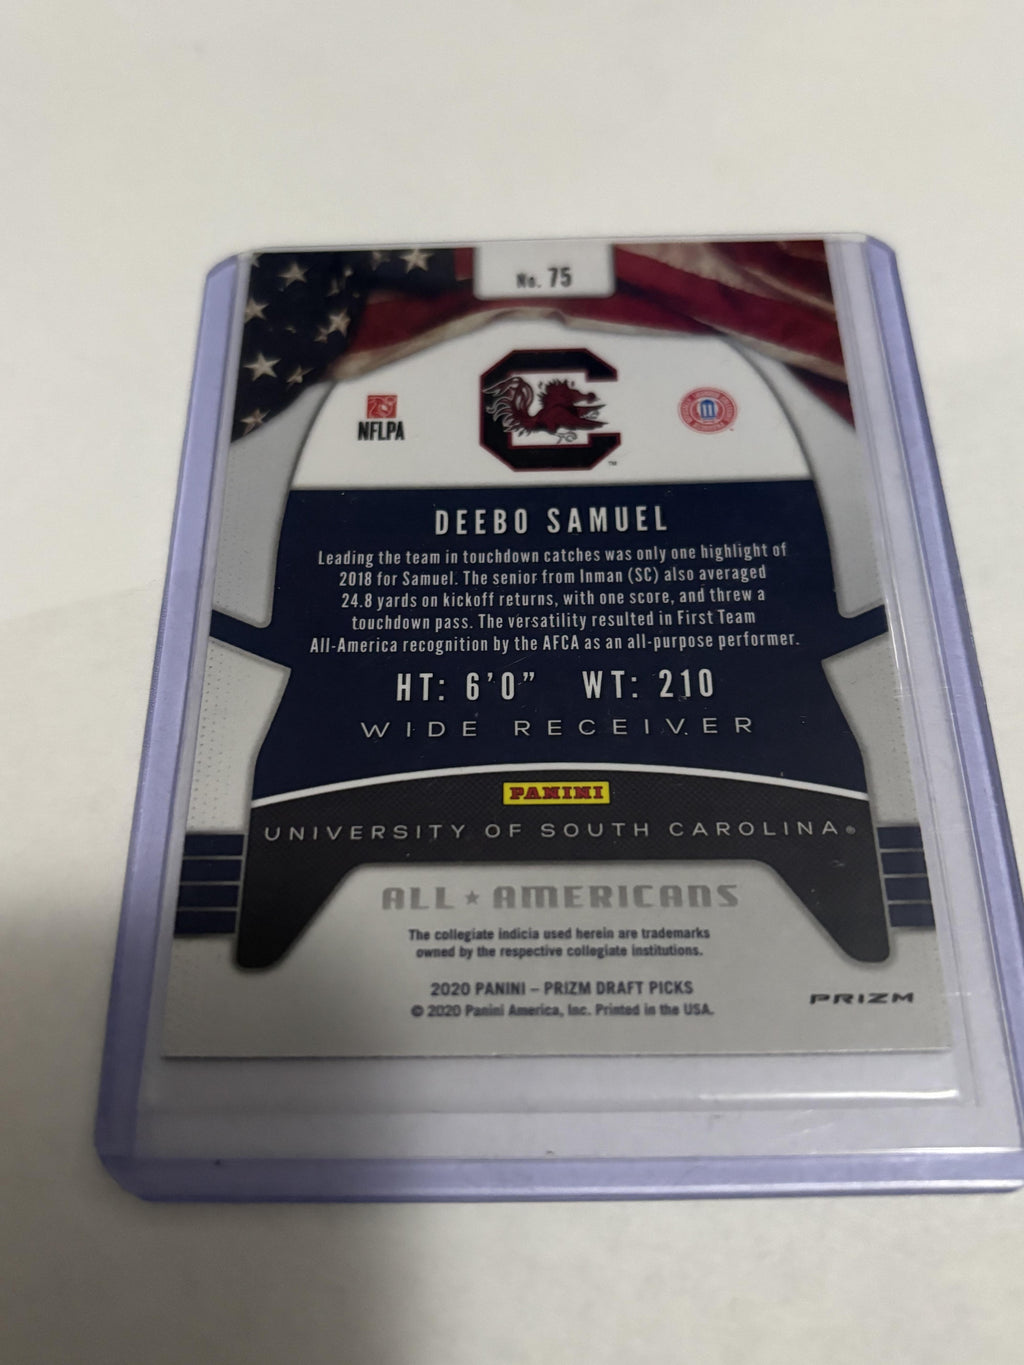 No. 75
NFLPA
TM
DEEBO SAMUEL
Leading the team in touchdown catches was only one highlight of
2018 for Samuel. The senior from Inman (SC) also averaged
24.8 yards on kickoff returns, with one score, and threw a
touchdown pass. The versatility resulted in First Team
All-America recognition by the AFCA as an all-purpose performer.
HT: 6'0" WT: 210
WIDE RECEIVER
PANINI
UNIVERSITY OF SOUTH CAROLINA®
ALL ★ AMERICANS
The collegiate indicia used herein are trademarks
owned by the respective collegiate institutions.
2020 PANINI – PRIZM DRAFT PICKS
© 2020 Panini America, Inc. Printed in the USA.
PRIZM